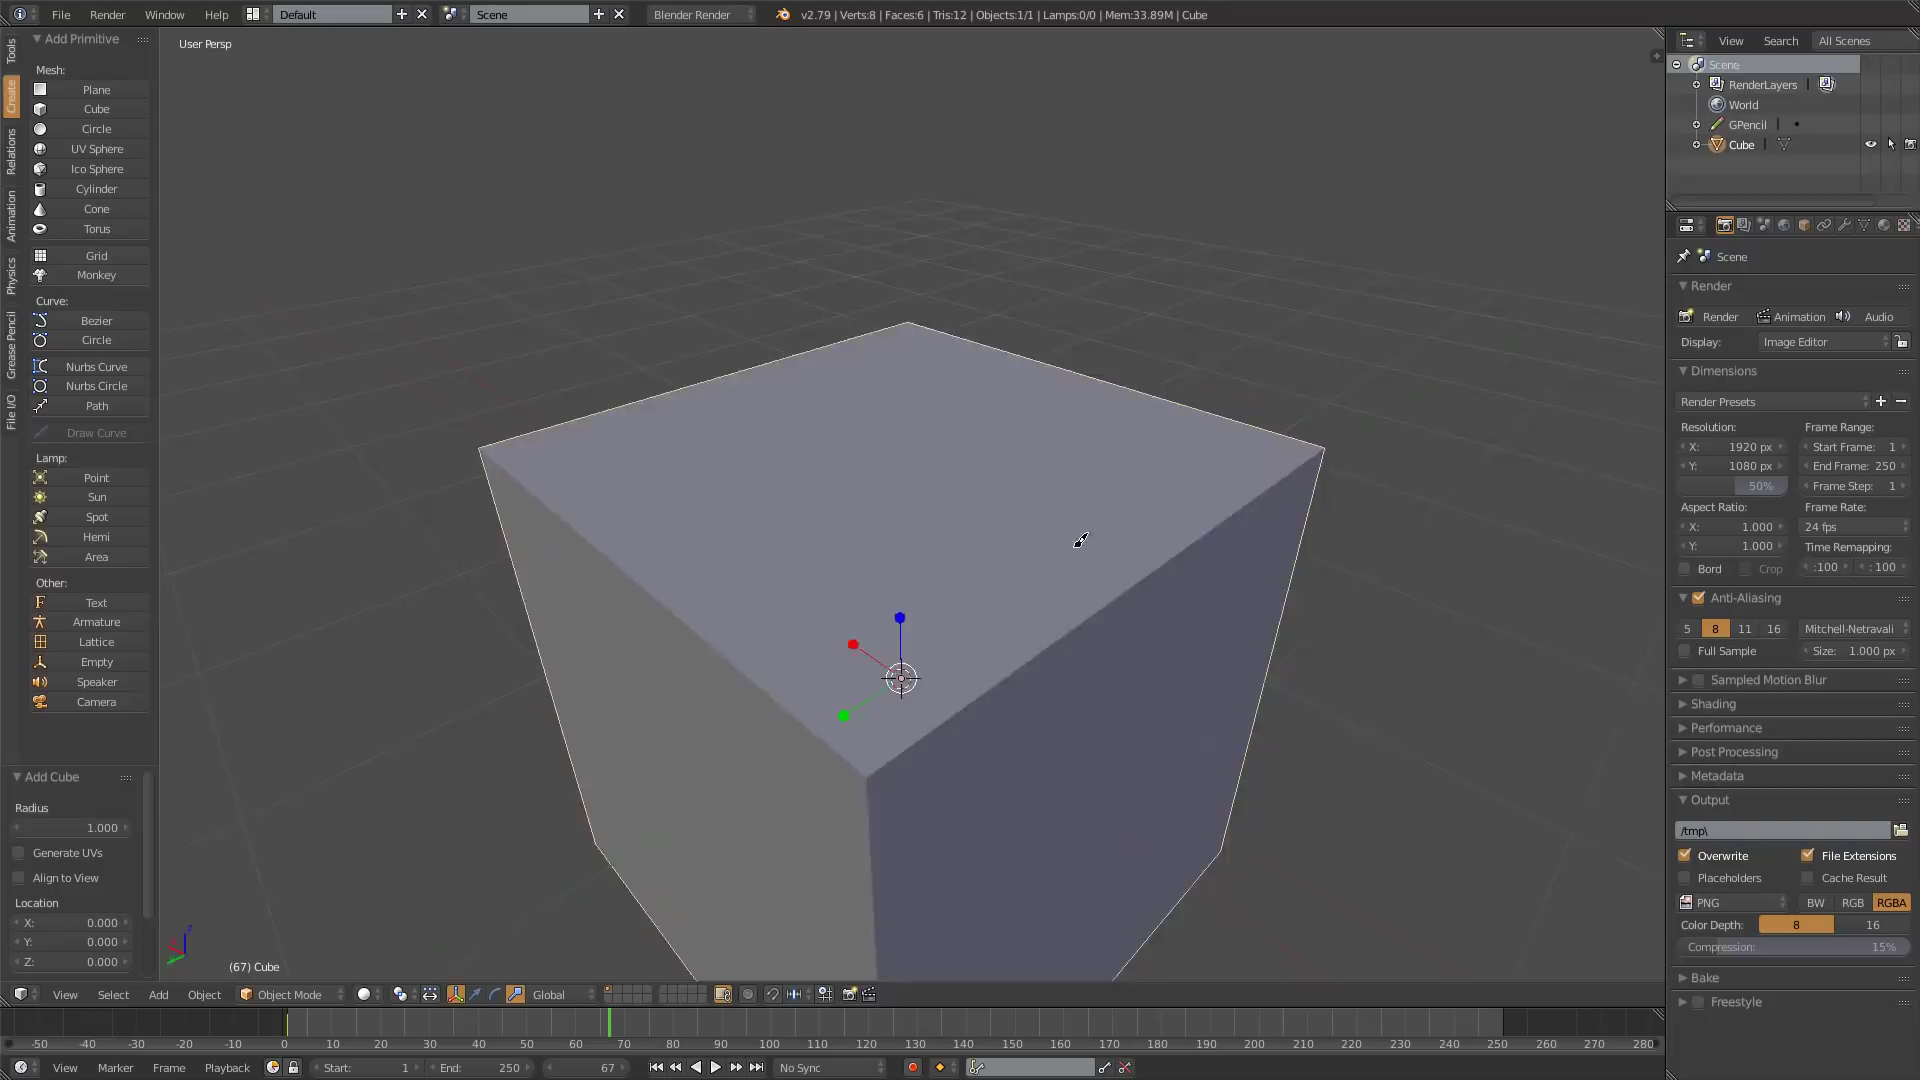 File Render Window Help Default Scene Blender Render v2.79 | Verts:8 | Faces:6 | Tris:12 | Objects:1/1 | Lamps:0/0 | Mem:33.89M | Cube
Tools
Create
Relations
Animation
Physics
Grease Pencil
File I/O
Add Primitive
Mesh:
Plane
Cube
Circle
UV Sphere
Ico Sphere
Cylinder
Cone
Torus
Grid
Monkey
Curve:
Bezier
Circle
Nurbs Curve
Nurbs Circle
Path
Draw Curve
Lamp:
Point
Sun
Spot
Hemi
Area
Other:
Text
Armature
Lattice
Empty
Speaker
Camera
Add Cube
Radius
1.000
Generate UVs
Align to View
Location
X: 0.000
Y: 0.000
Z: 0.000
User Persp
(67) Cube
View Select Add Object Object Mode Global
-50 -40 -30 -20 -10 0 10 20 30 40 50 60 70 80 90 100 110 120 130 140 150 160 170 180 190 200 210 220 230 240 250 260 270 280
View Marker Frame Playback Start: 1 End: 250 67 No Sync
View Search All Scenes
Scene
RenderLayers
World
GPencil
Cube
Scene
Render
Render Animation Audio
Display: Image Editor
Dimensions
Render Presets
Resolution: Frame Range:
X: 1920 px Start Frame: 1
Y: 1080 px End Frame: 250
50% Frame Step: 1
Aspect Ratio: Frame Rate:
X: 1.000 24 fps
Y: 1.000 Time Remapping:
Bord Crop :100 : 100
Anti-Aliasing
5 8 11 16 Mitchell-Netravali
Full Sample Size: 1.000 px
Sampled Motion Blur
Shading
Performance
Post Processing
Metadata
Output
/tmp\
Overwrite File Extensions
Placeholders Cache Result
PNG BW RGB RGBA
Color Depth: 8 16
Compression: 15%
Bake
Freestyle